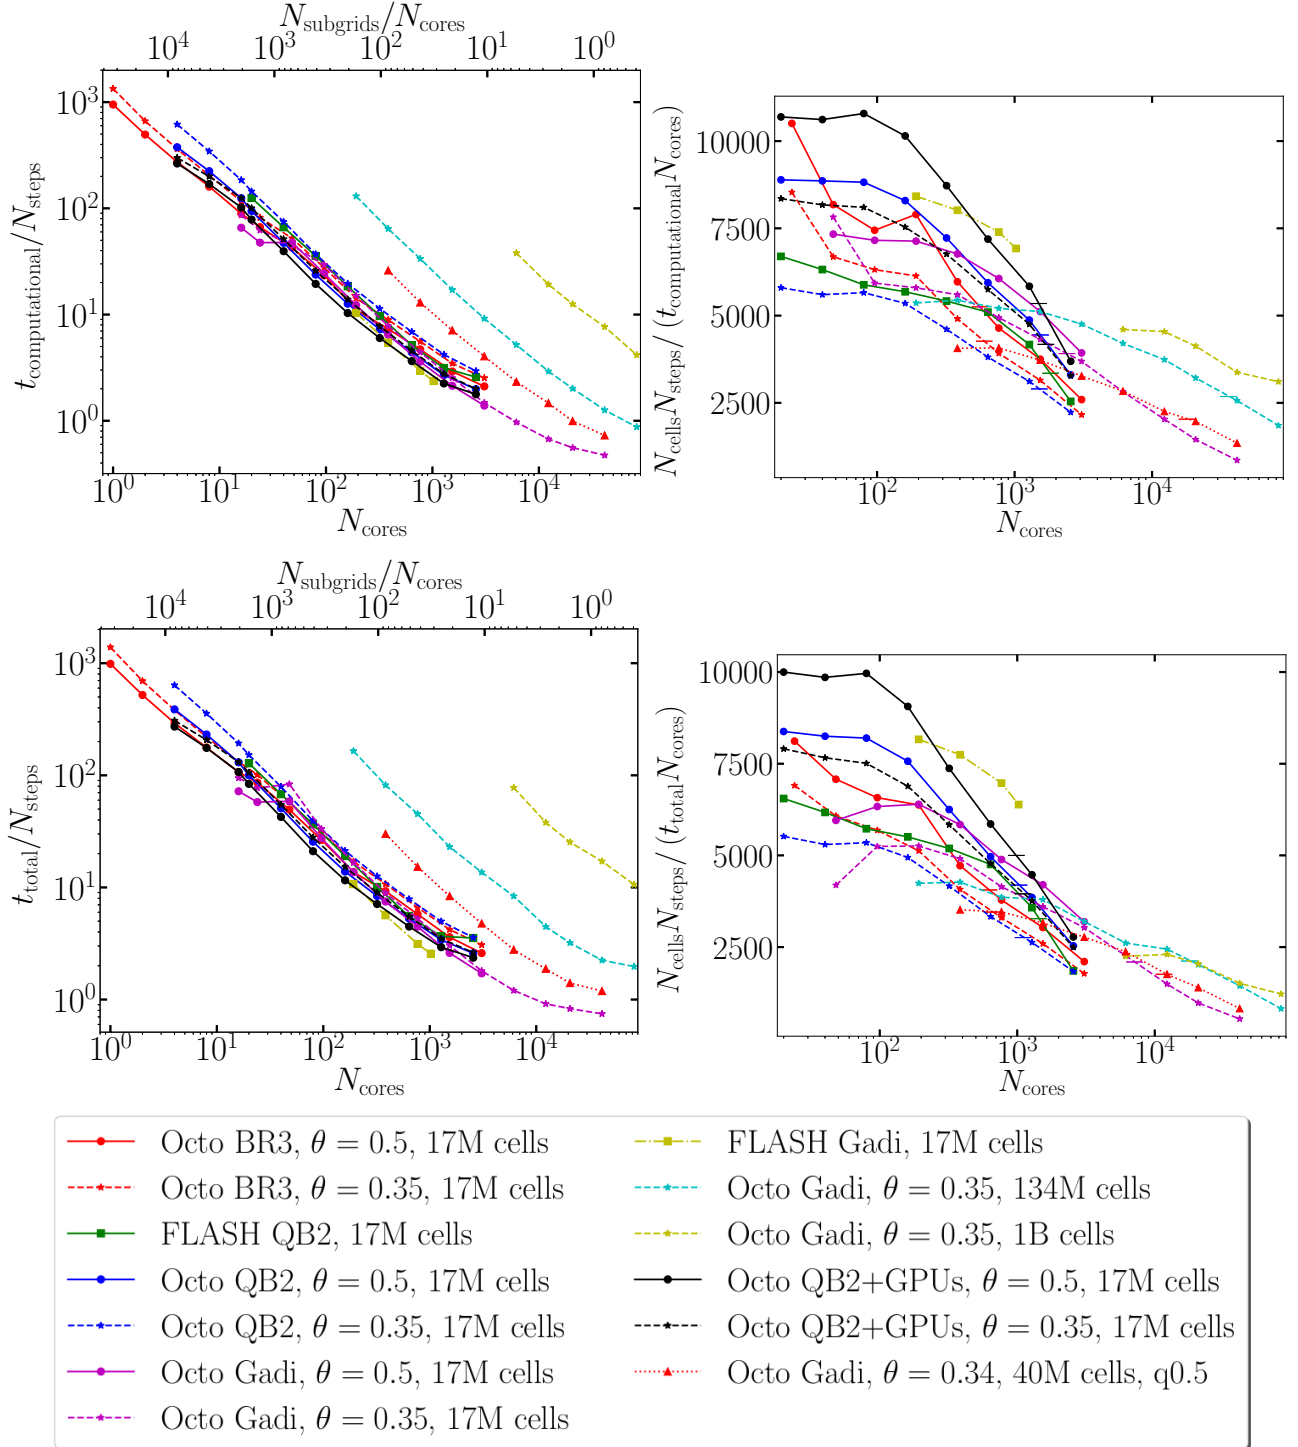 N_subgrids/N_cores
10^4 10^3 10^2 10^1 10^0
t_computational/N_steps
10^3
10^2
10^1
10^0
10^0 10^1 10^2 10^3 10^4
N_cores
N_cells N_steps/(t_computational N_cores)
10000
7500
5000
2500
10^2 10^3 10^4
N_cores
N_subgrids/N_cores
10^4 10^3 10^2 10^1 10^0
t_total/N_steps
10^3
10^2
10^1
10^0
10^0 10^1 10^2 10^3 10^4
N_cores
N_cells N_steps/(t_total N_cores)
10000
7500
5000
2500
10^2 10^3 10^4
N_cores
Octo BR3, θ = 0.5, 17M cells
Octo BR3, θ = 0.35, 17M cells
FLASH QB2, 17M cells
Octo QB2, θ = 0.5, 17M cells
Octo QB2, θ = 0.35, 17M cells
Octo Gadi, θ = 0.5, 17M cells
Octo Gadi, θ = 0.35, 17M cells
FLASH Gadi, 17M cells
Octo Gadi, θ = 0.35, 134M cells
Octo Gadi, θ = 0.35, 1B cells
Octo QB2+GPUs, θ = 0.5, 17M cells
Octo QB2+GPUs, θ = 0.35, 17M cells
Octo Gadi, θ = 0.34, 40M cells, q0.5